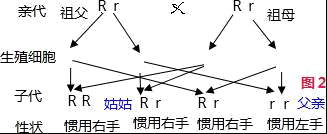 亲代 祖父 R r × R r 祖母
生殖细胞
图2
子代 R R 姑姑 R r R r r r 父亲
性状 惯用右手 惯用右手 惯用右手 惯用左手